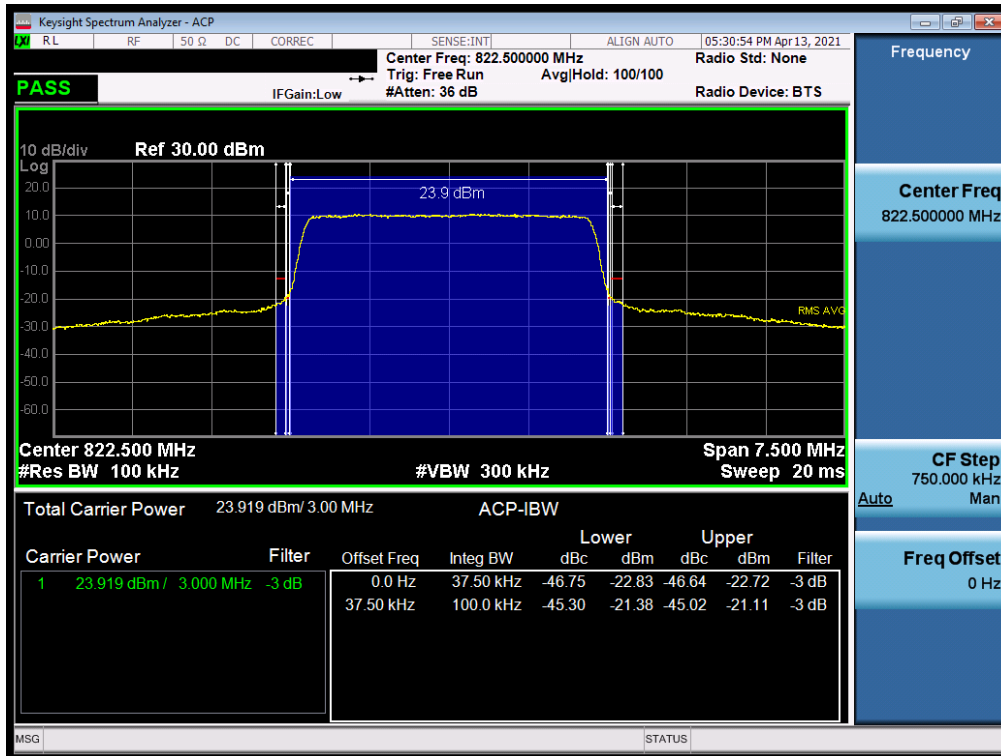 Keysight Spectrum Analyzer - ACP
LXI RL RF 50 Ω DC CORREC SENSE:INT ALIGN AUTO 05:30:54 PM Apr 13, 2021
Center Freq: 822.500000 MHz Radio Std: None
Trig: Free Run Avg|Hold: 100/100
PASS IFGain:Low #Atten: 36 dB Radio Device: BTS
10 dB/div Ref 30.00 dBm
Log
20.0
23.9 dBm
10.0
0.00
-10.0
-20.0
RMS AVG
-30.0
-40.0
-50.0
-60.0
Center 822.500 MHz Span 7.500 MHz
#Res BW 100 kHz #VBW 300 kHz Sweep 20 ms
Total Carrier Power 23.919 dBm/ 3.00 MHz ACP-IBW
Lower Upper
Carrier Power Filter Offset Freq Integ BW dBc dBm dBc dBm Filter
1 23.919 dBm / 3.000 MHz -3 dB 0.0 Hz 37.50 kHz -46.75 -22.83 -46.64 -22.72 -3 dB
37.50 kHz 100.0 kHz -45.30 -21.38 -45.02 -21.11 -3 dB
MSG STATUS
Frequency
Center Freq
822.500000 MHz
CF Step
750.000 kHz
Auto Man
Freq Offset
0 Hz